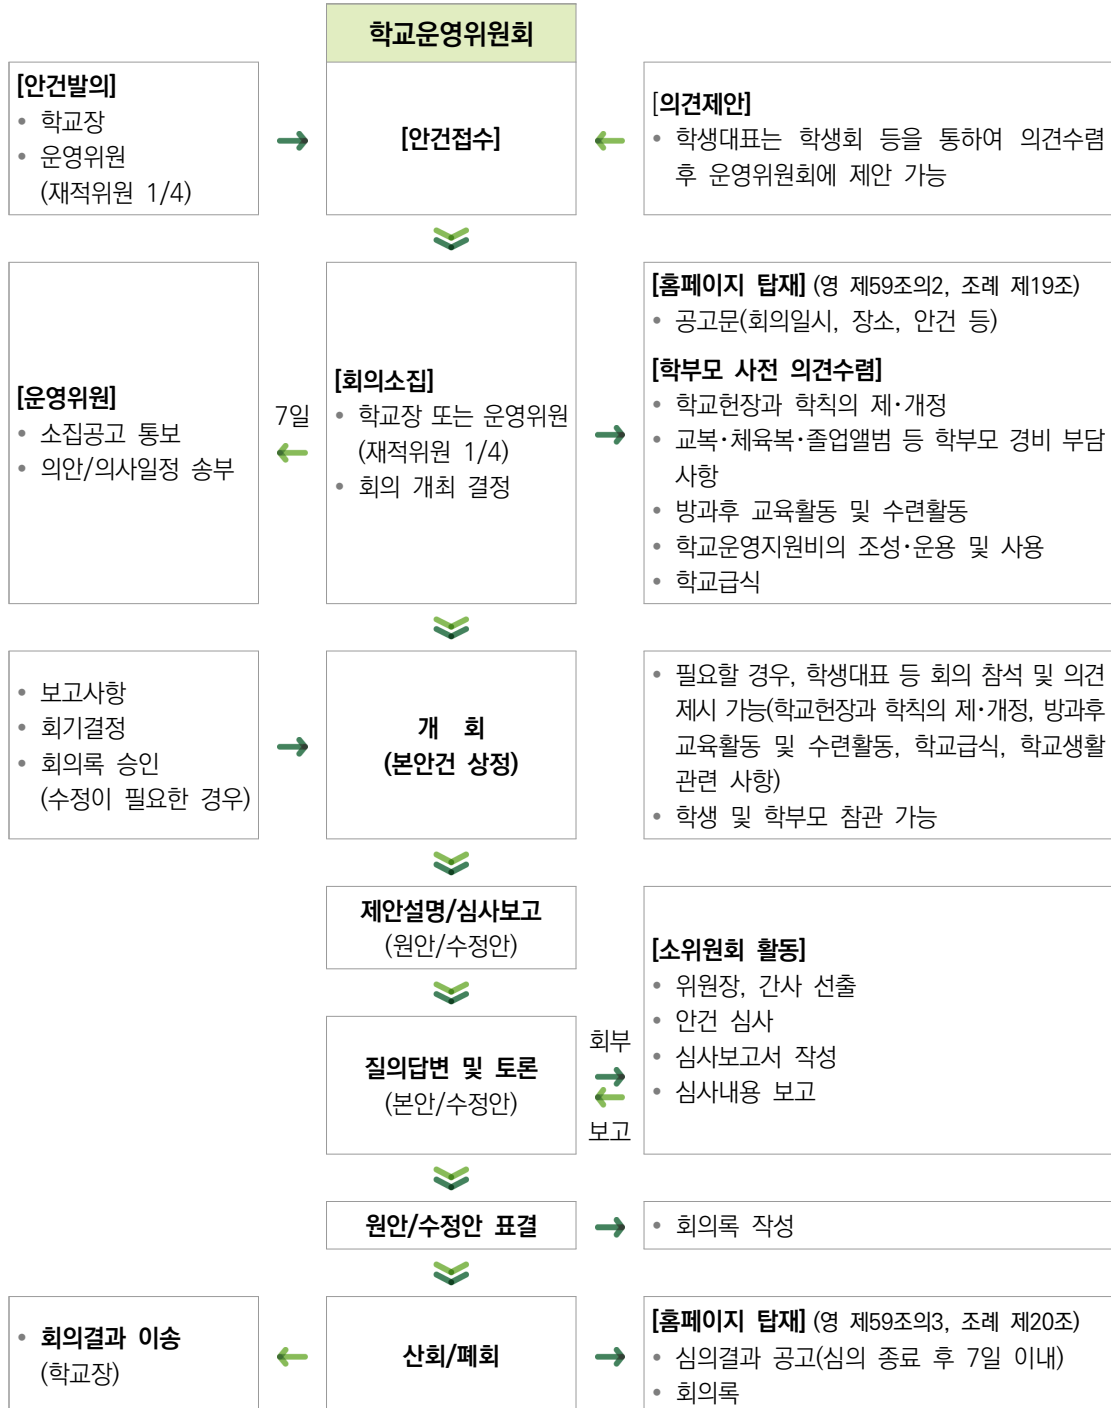 학교운영위원회
[안건발의]
• 학교장
• 운영위원
(재적위원 1/4)
[안건접수]
[의견제안]
• 학생대표는 학생회 등을 통하여 의견수렴
후 운영위원회에 제안 가능
[운영위원]
• 소집공고 통보
• 의안/의사일정 송부
7일
[회의소집]
• 학교장 또는 운영위원
(재적위원 1/4)
• 회의 개최 결정
[홈페이지 탑재] (영 제59조의2, 조례 제19조)
• 공고문(회의일시, 장소, 안건 등)
[학부모 사전 의견수렴]
• 학교헌장과 학칙의 제·개정
• 교복·체육복·졸업앨범 등 학부모 경비 부담
사항
• 방과후 교육활동 및 수련활동
• 학교운영지원비의 조성·운용 및 사용
• 학교급식
• 보고사항
• 회기결정
• 회의록 승인
(수정이 필요한 경우)
개 회
(본안건 상정)
• 필요할 경우, 학생대표 등 회의 참석 및 의견
제시 가능(학교헌장과 학칙의 제·개정, 방과후
교육활동 및 수련활동, 학교급식, 학교생활
관련 사항)
• 학생 및 학부모 참관 가능
제안설명/심사보고
(원안/수정안)
질의답변 및 토론
(본안/수정안)
회부
보고
[소위원회 활동]
• 위원장, 간사 선출
• 안건 심사
• 심사보고서 작성
• 심사내용 보고
원안/수정안 표결
• 회의록 작성
• 회의결과 이송
(학교장)
산회/폐회
[홈페이지 탑재] (영 제59조의3, 조례 제20조)
• 심의결과 공고(심의 종료 후 7일 이내)
• 회의록